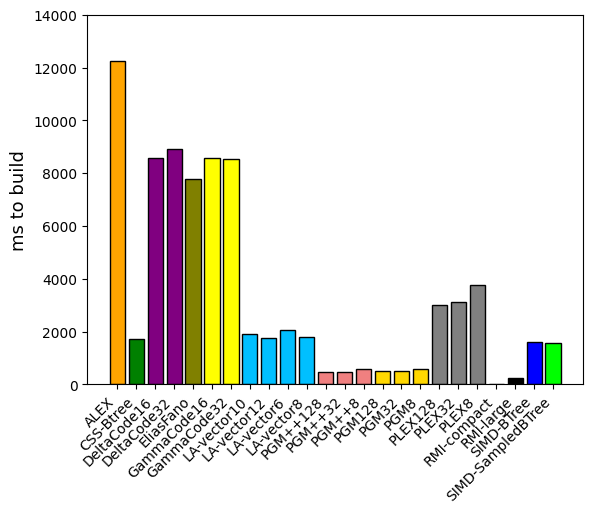 14000
12000
10000
8000
6000
4000
2000
0
ms to build
ALEX
CSS-Btree
DeltaCode16
DeltaCode32
EliasFano
GammaCode16
GammaCode32
LA-vector10
LA-vector12
LA-vector6
LA-vector8
PGM++128
PGM++32
PGM++8
PGM128
PGM32
PGM8
PLEX128
PLEX32
PLEX8
RMI-compact
RMI-large
SIMD-BTree
SIMD-SampledBTree